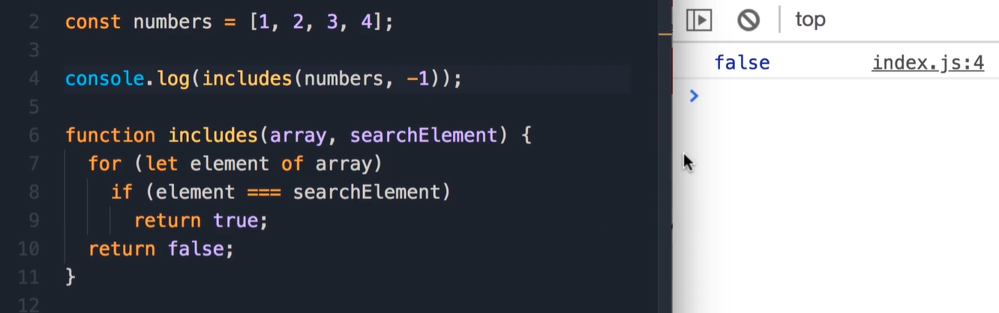 2 const numbers = [1, 2, 3, 4];
3
4 console.log(includes(numbers, -1));
5
6 function includes(array, searchElement) {
7 for (let element of array)
8 if (element === searchElement)
9 return true;
10 return false;
11 }
12
top
false index.js:4